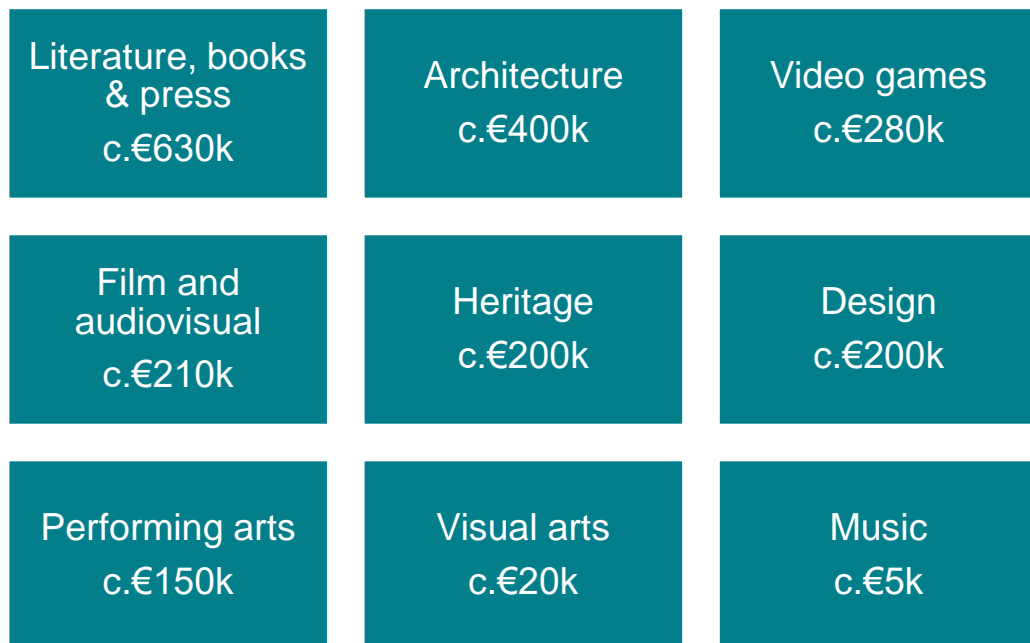 Literature, books
& press
c.€630k
Architecture
c.€400k
Video games
c.€280k
Film and
audiovisual
c.€210k
Heritage
c.€200k
Design
c.€200k
Performing arts
c.€150k
Visual arts
c.€20k
Music
c.€5k